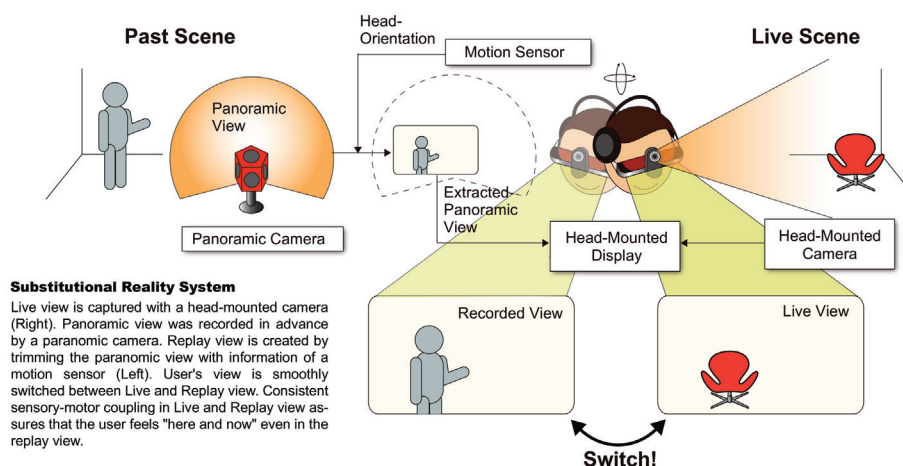 Past Scene
Head-
Orientation
Motion Sensor
Live Scene
Panoramic
View
Extracted-
Panoramic
View
Panoramic Camera
Head-Mounted
Display
Head-Mounted
Camera
Substitutional Reality System
Live view is captured with a head-mounted camera
(Right). Panoramic view was recorded in advance
by a paranomic camera. Replay view is created by
trimming the paranomic view with information of a
motion sensor (Left). User's view is smoothly
switched between Live and Replay view. Consistent
sensory-motor coupling in Live and Replay view as-
sures that the user feels "here and now" even in the
replay view.
Recorded View
Live View
Switch!